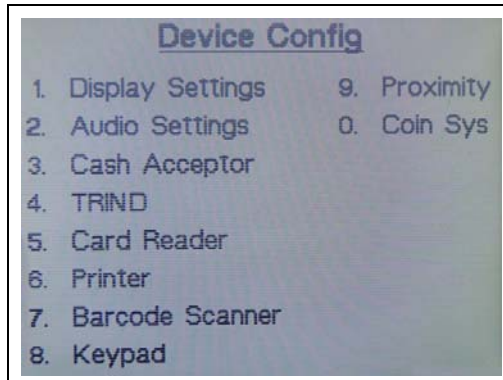 Device Config
1. Display Settings
2. Audio Settings
3. Cash Acceptor
4. TRIND
5. Card Reader
6. Printer
7. Barcode Scanner
8. Keypad
9. Proximity
0. Coin Sys